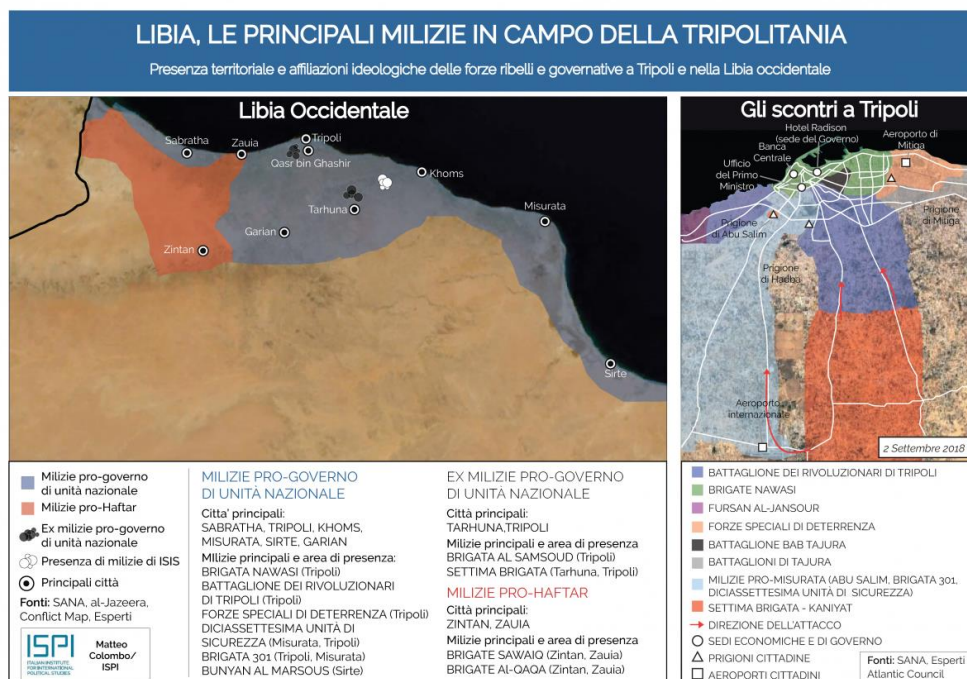 LIBIA, LE PRINCIPALI MILIZIE IN CAMPO DELLA TRIPOLITANIA
Presenza territoriale e affiliazioni ideologiche delle forze ribelli e governative a Tripoli e nella Libia occidentale
Libia Occidentale
Sabratha
Zauia
Tripoli
Qasr bin Ghashir
Khoms
Tarhuna
Misurata
Garian
Zintan
Sirte
Gli scontri a Tripoli
Hotel Radison
(sede del Governo)
Aeroporto di
Mitiga
Banca
Centrale
Ufficio
del Primo
Ministro
Prigione
di Abu Salim
Prigione
di Mitiga
Prigione
di Hadba
Aeroporto
internazionale
2 Settembre 2018
Milizie pro-governo
di unità nazionale
Milizie pro-Haftar
Ex milizie pro-governo
di unità nazionale
Presenza di milizie di ISIS
Principali città
Fonti: SANA, al-Jazeera,
Conflict Map, Esperti
ISPI
ITALIAN INSTITUTE
FOR INTERNATIONAL
POLITICAL STUDIES
Matteo
Colombo/
ISPI
MILIZIE PRO-GOVERNO
DI UNITÀ NAZIONALE
Citta' principali:
SABRATHA, TRIPOLI, KHOMS,
MISURATA, SIRTE, GARIAN
MIlizie principali e area di presenza:
BRIGATA NAWASI (Tripoli)
BATTAGLIONE DEI RIVOLUZIONARI
DI TRIPOLI (Tripoli)
FORZE SPECIALI DI DETERRENZA (Tripoli)
DICIASSETTESIMA UNITÀ DI
SICUREZZA (Misurata, Tripoli)
BRIGATA 301 (Tripoli, Misurata)
BUNYAN AL MARSOUS (Sirte)
EX MILIZIE PRO-GOVERNO
DI UNITÀ NAZIONALE
Città principali:
TARHUNA,TRIPOLI
Milizie principali e area di presenza
BRIGATA AL SAMSOUD (Tripoli)
SETTIMA BRIGATA (Tarhuna, Tripoli)
MILIZIE PRO-HAFTAR
Città principali:
ZINTAN, ZAUIA
Milizie principali e area di presenza
BRIGATE SAWAIQ (Zintan, Zauia)
BRIGATE Al-QAQA (Zintan, Zauia)
BATTAGLIONE DEI RIVOLUZIONARI DI TRIPOLI
BRIGATE NAWASI
FURSAN AL-JANSOUR
FORZE SPECIALI DI DETERRENZA
BATTAGLIONE BAB TAJURA
BATTAGLIONI DI TAJURA
MILIZIE PRO-MISURATA (ABU SALIM, BRIGATA 301,
DICIASSETTESIMA UNITÀ DI SICUREZZA)
SETTIMA BRIGATA - KANIYAT
DIREZIONE DELL'ATTACCO
SEDI ECONOMICHE E DI GOVERNO
PRIGIONI CITTADINE
AEROPORTI CITTADINI
Fonti: SANA, Esperti
Atlantic Council